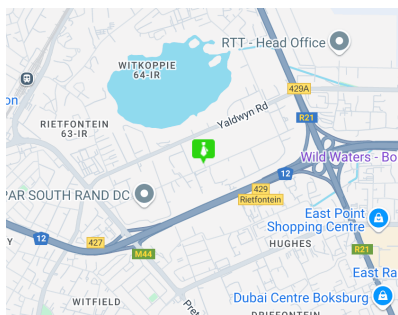 RTT - Head Office
WITKOPPIE
64-IR
429A
on
RIETFONTEIN
63-IR
Yaldwyn Rd
R21
Wild Waters - Bo
12
PAR SOUTH RAND DC
429
Rietfontein
East Point
Shopping Centre
Y
12
427
M44
HUGHES
R21
East Ra
WITFIELD
Pret
Dubai Centre Boksburg
DRIEFONTEIN